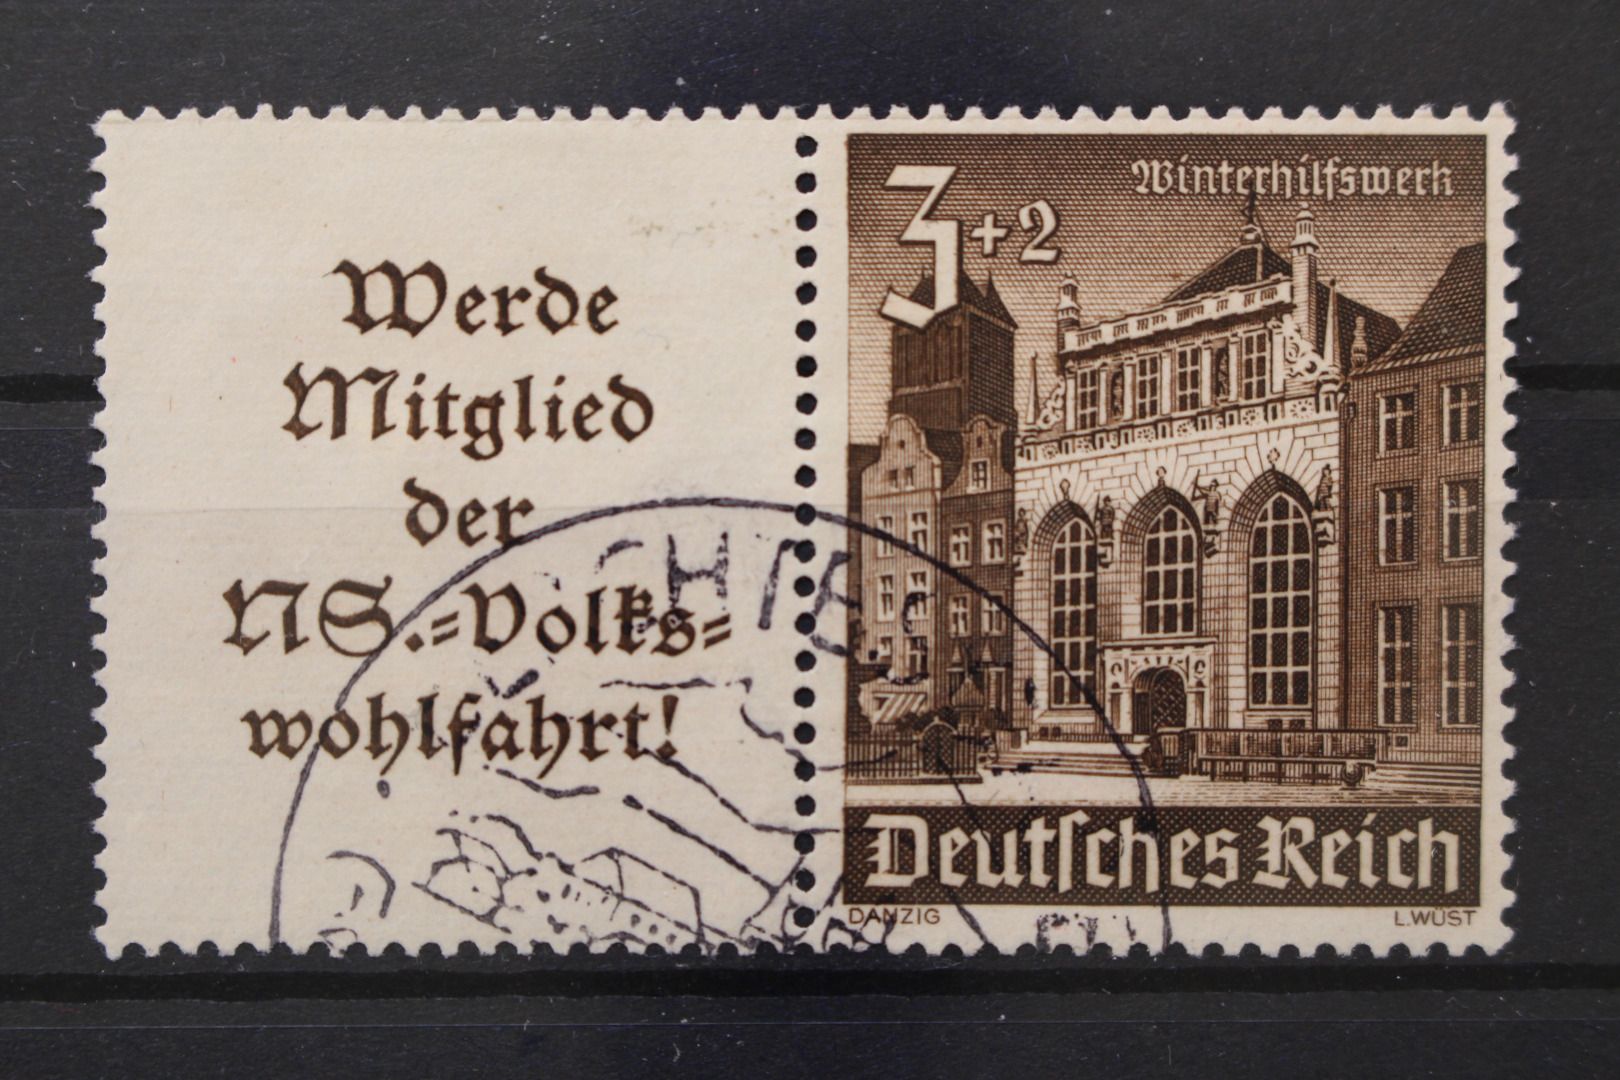 Werde
Mitglied
der
NS.=Volks=
wohlfahrt!
3+2
Winterhilfswerk
Deutsches Reich
DANZIG
L.WÜST